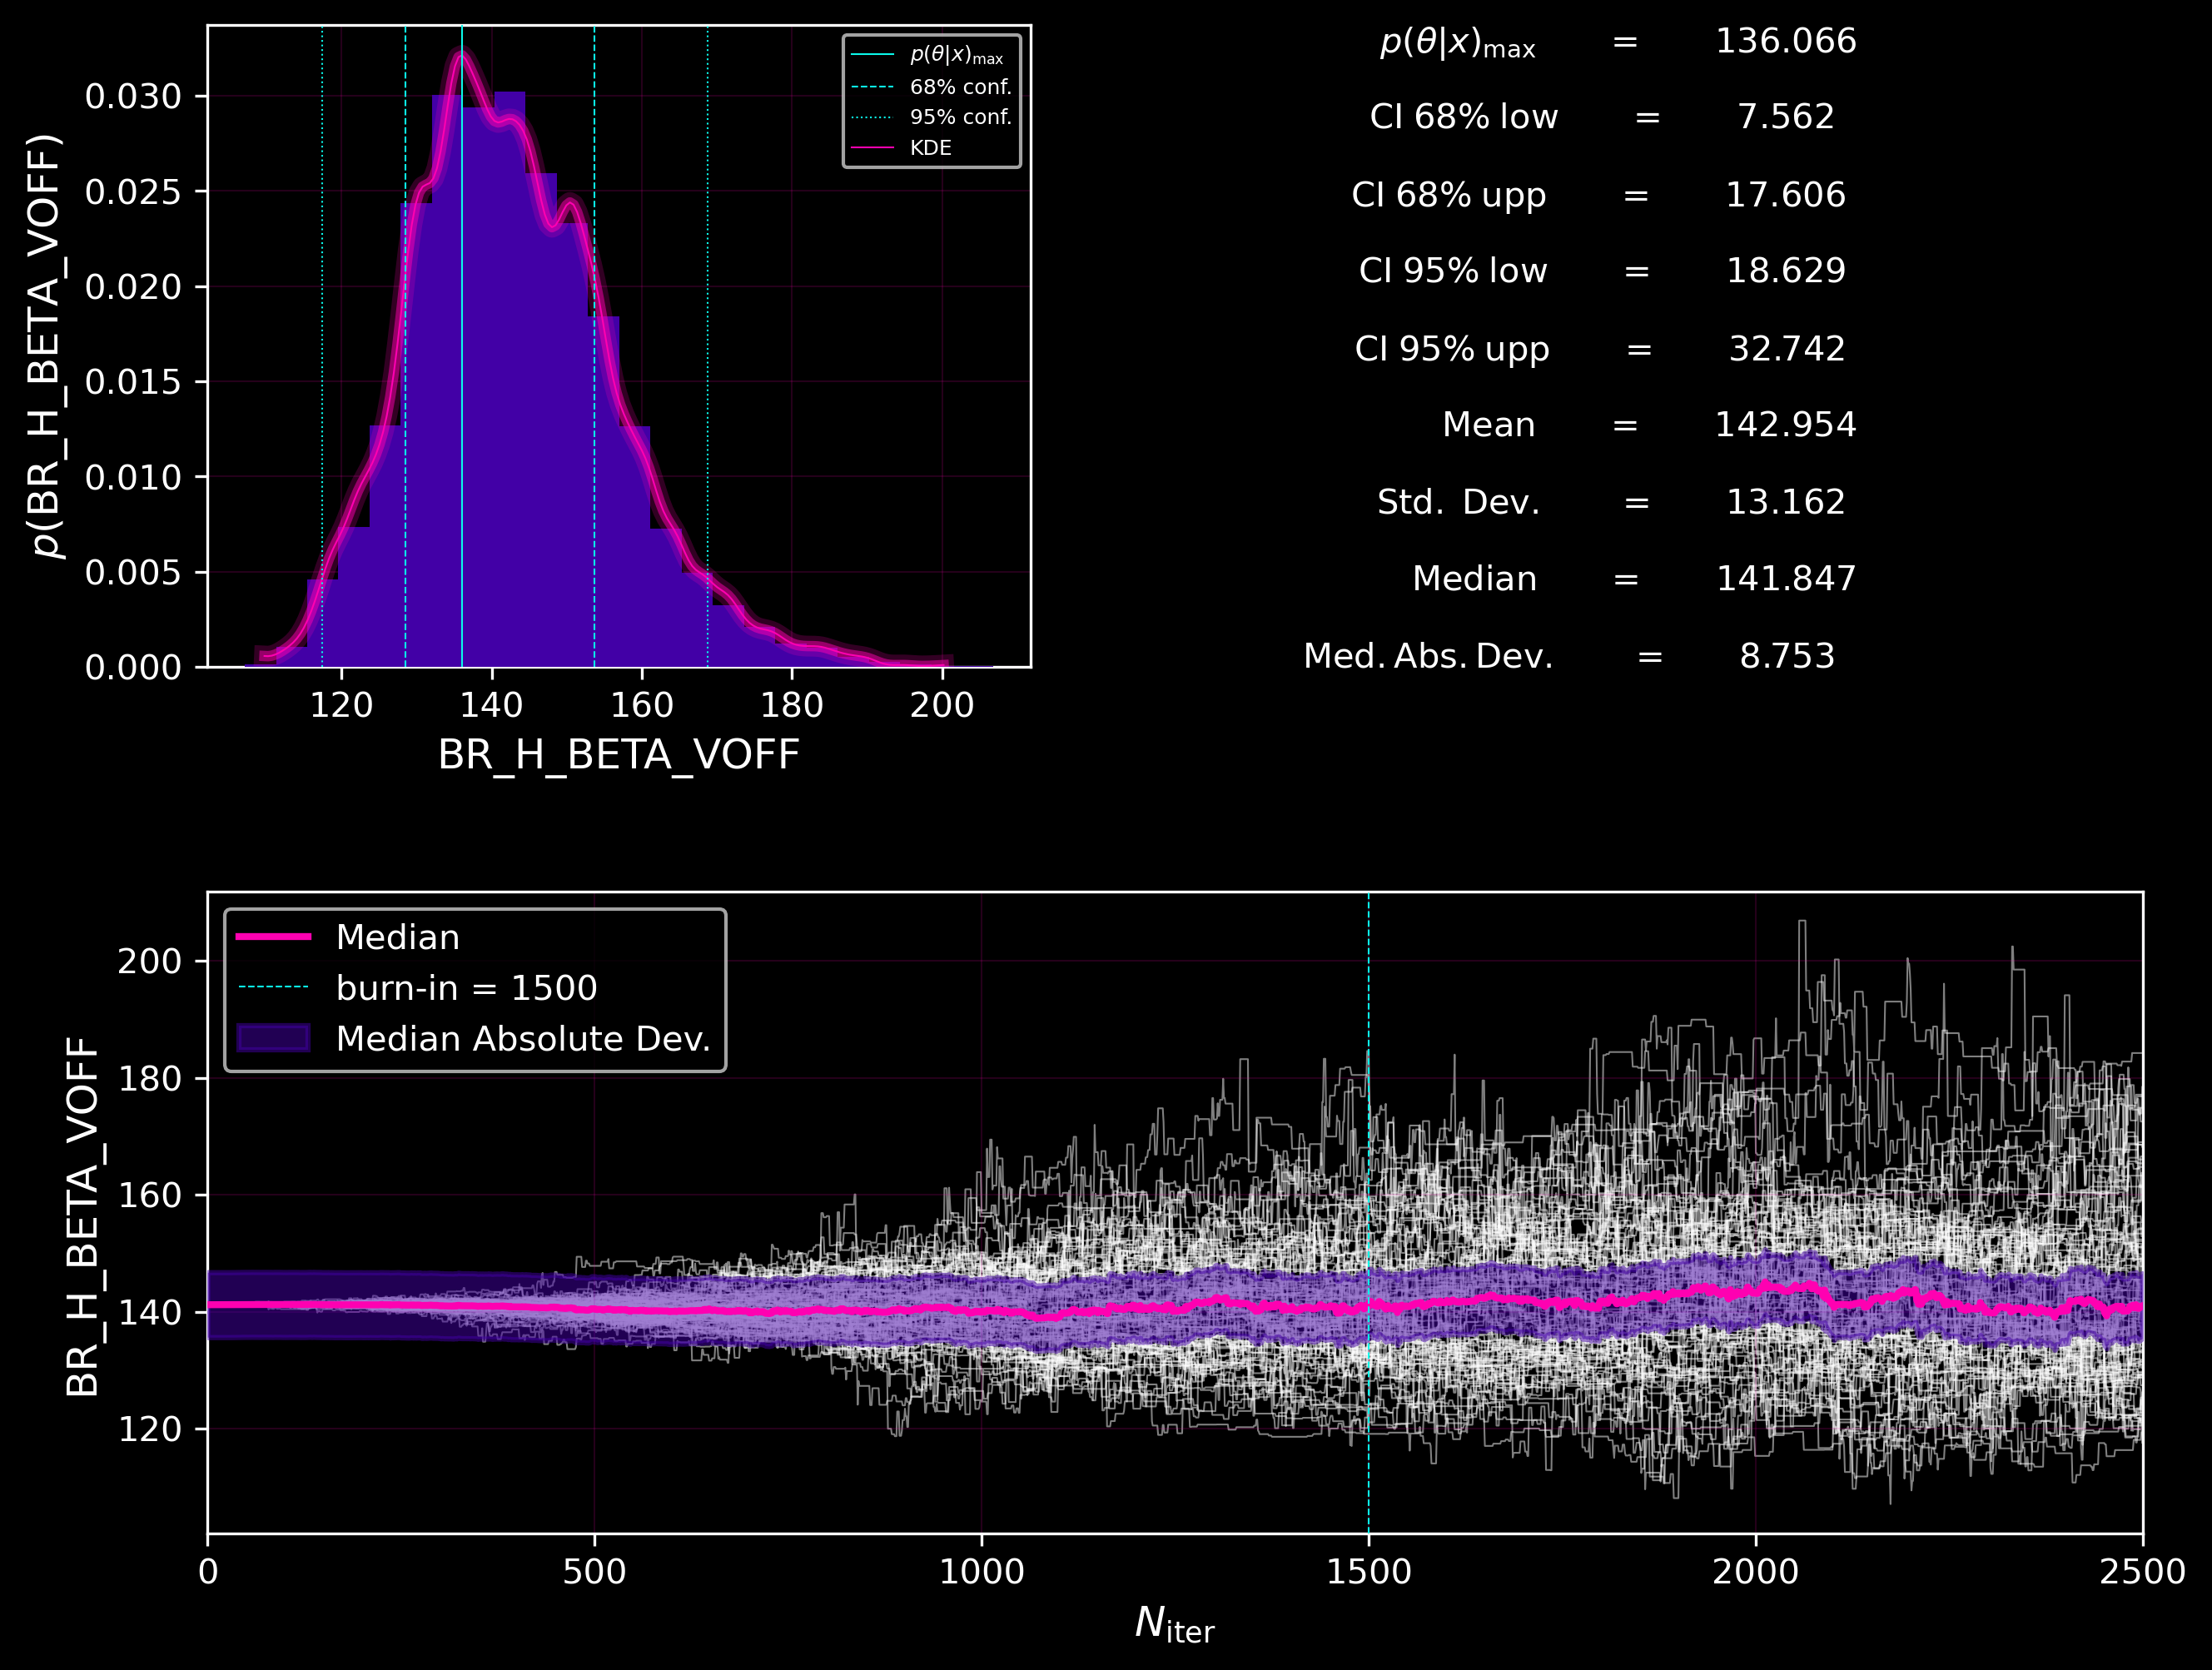 p(BR_H_BETA_VOFF)
0.030
0.025
0.020
0.015
0.010
0.005
0.000
120 140 160 180 200
BR_H_BETA_VOFF
p(θ|x)max
68% conf.
95% conf.
KDE
p(θ|x)max = 136.066
CI 68% low = 7.562
CI 68% upp = 17.606
CI 95% low = 18.629
CI 95% upp = 32.742
Mean = 142.954
Std. Dev. = 13.162
Median = 141.847
Med. Abs. Dev. = 8.753
BR_H_BETA_VOFF
200
180
160
140
120
Median
burn-in = 1500
Median Absolute Dev.
0 500 1000 1500 2000 2500
Niter